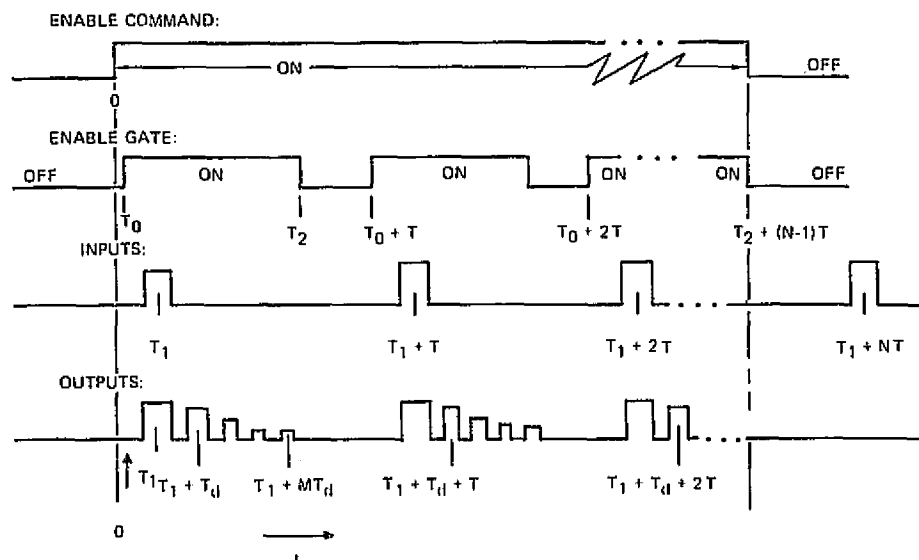 ENABLE COMMAND:
ON
OFF
0
ENABLE GATE:
OFF ON ON ON ON OFF
T0 T2 T0 + T T0 + 2T T2 + (N-1)T
INPUTS:
T1 T1 + T T1 + 2T T1 + NT
OUTPUTS:
T1 T1 + Td T1 + MTd T1 + Td + T T1 + Td + 2T
0